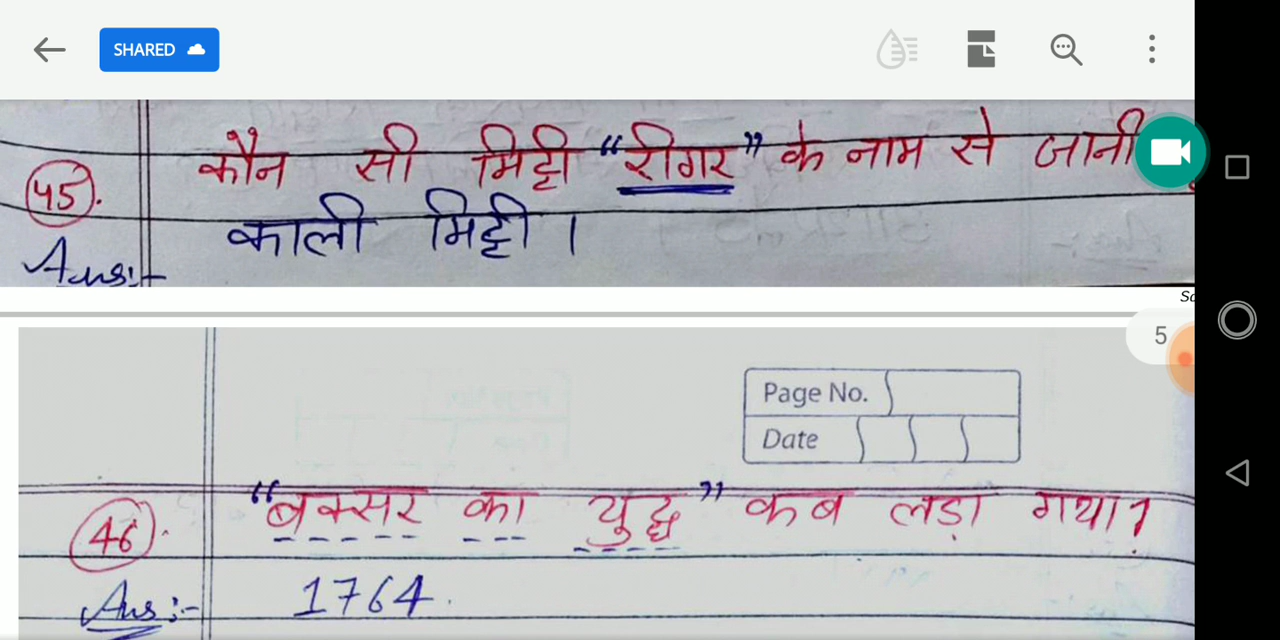 SHARED
45. कौन सी मिट्टी "रीगर" के नाम से जानी
Ans:- काली मिट्टी ।
5
Page No.
Date
46. "बक्सर का युद्ध" कब लड़ा गया?
Ans:- 1764.